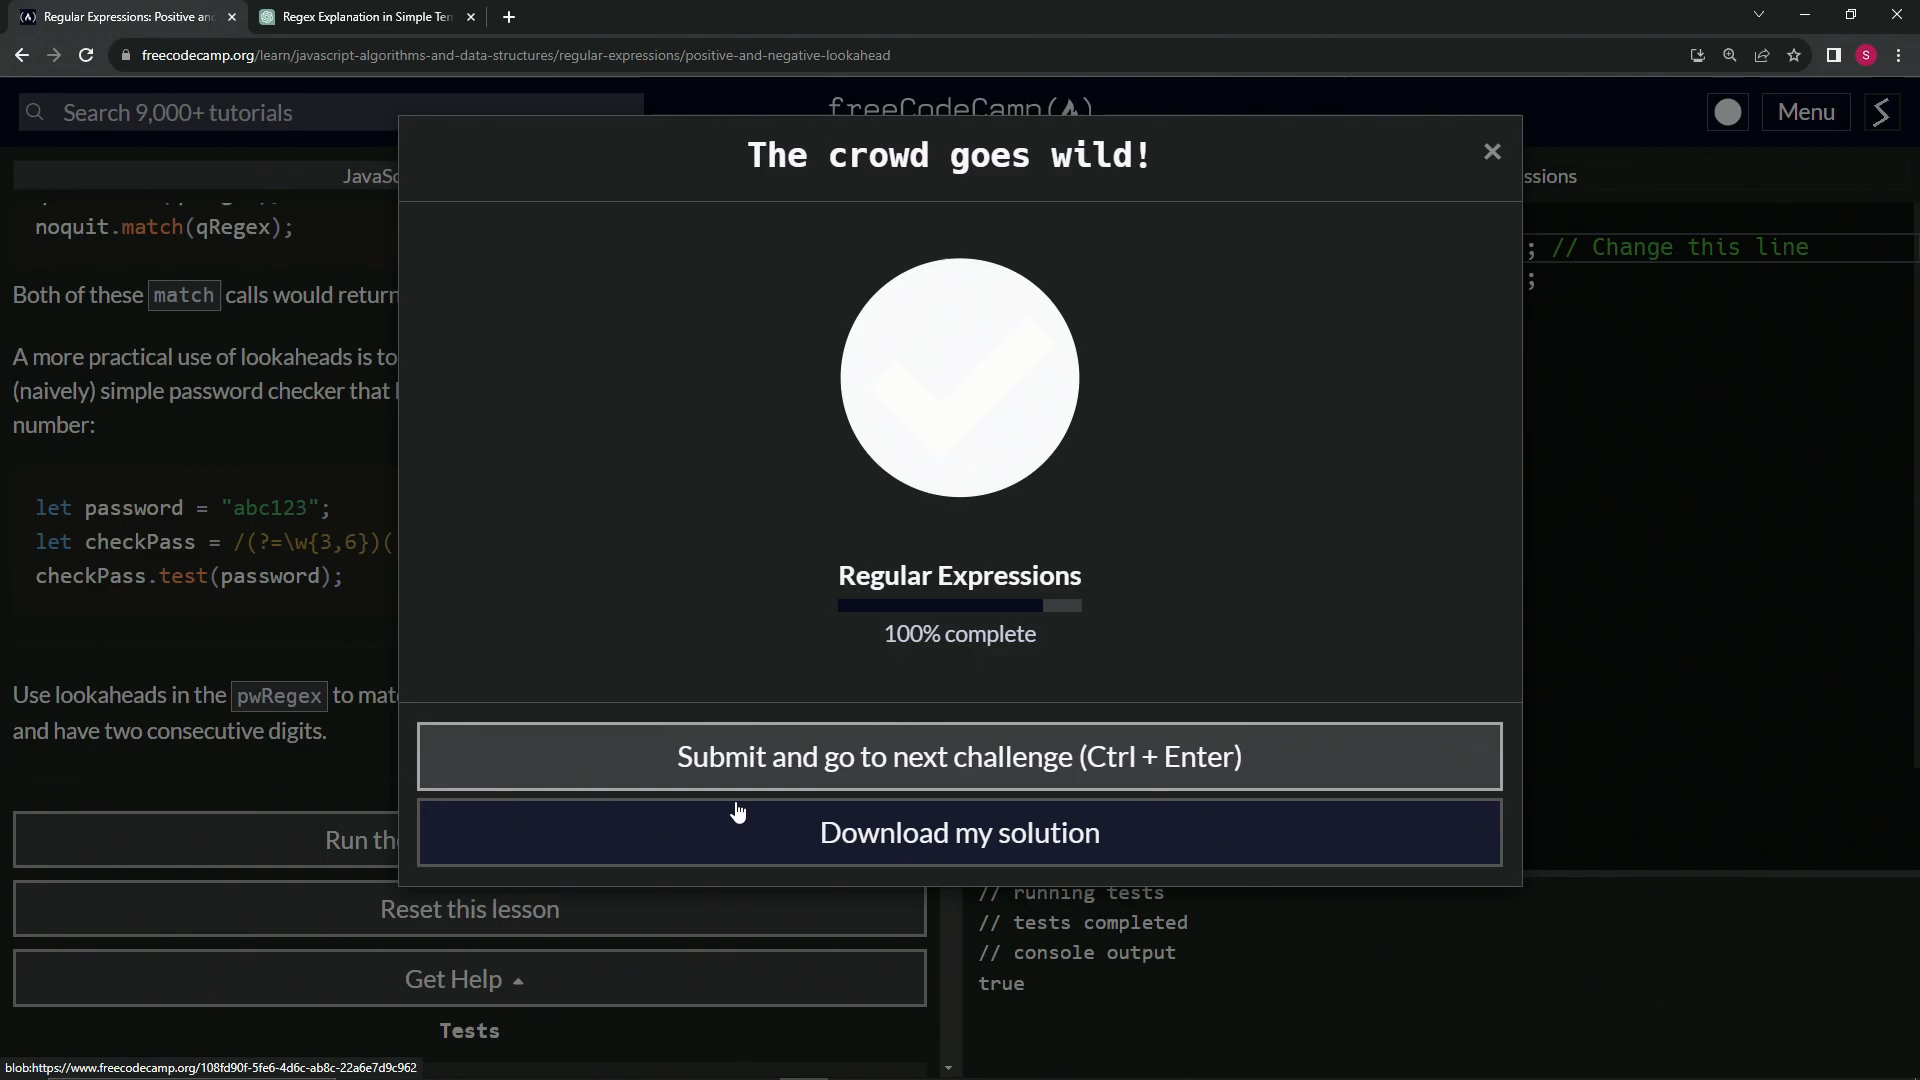 Regular Expressions: Positive an
Regex Explanation in Simple Ter
freecodecamp.org/learn/javascript-algorithms-and-data-structures/regular-expressions/positive-and-negative-lookahead
S
Search 9,000+ tutorials
freeCodeCamp
Menu
JavaSc
ssions
The crowd goes wild!
noquit.match(qRegex);
; // Change this line
;
Both of these match calls would return
A more practical use of lookaheads is to
(naively) simple password checker that
number:
let password = "abc123";
let checkPass = /(?=\w{3,6})(
checkPass.test(password);
Regular Expressions
100% complete
Use lookaheads in the pwRegex to mat
and have two consecutive digits.
Submit and go to next challenge (Ctrl + Enter)
Download my solution
Run the
Reset this lesson
Get Help
Tests
// running tests
// tests completed
// console output
true
blob:https://www.freecodecamp.org/108fd90f-5fe6-4d6c-ab8c-22a6e7d9c962